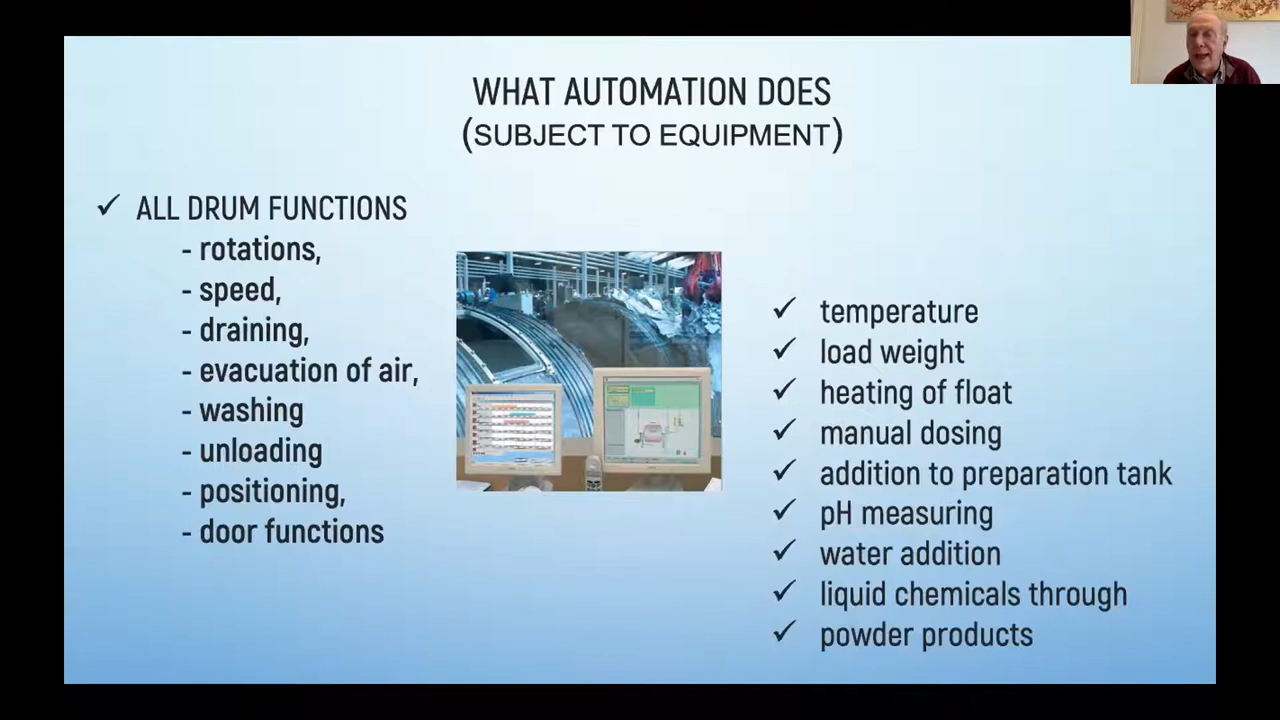 WHAT AUTOMATION DOES
(SUBJECT TO EQUIPMENT)
✓ ALL DRUM FUNCTIONS
- rotations,
- speed,
- draining,
- evacuation of air,
- washing
- unloading
- positioning,
- door functions
✓ temperature
✓ load weight
✓ heating of float
✓ manual dosing
✓ addition to preparation tank
✓ pH measuring
✓ water addition
✓ liquid chemicals through
✓ powder products